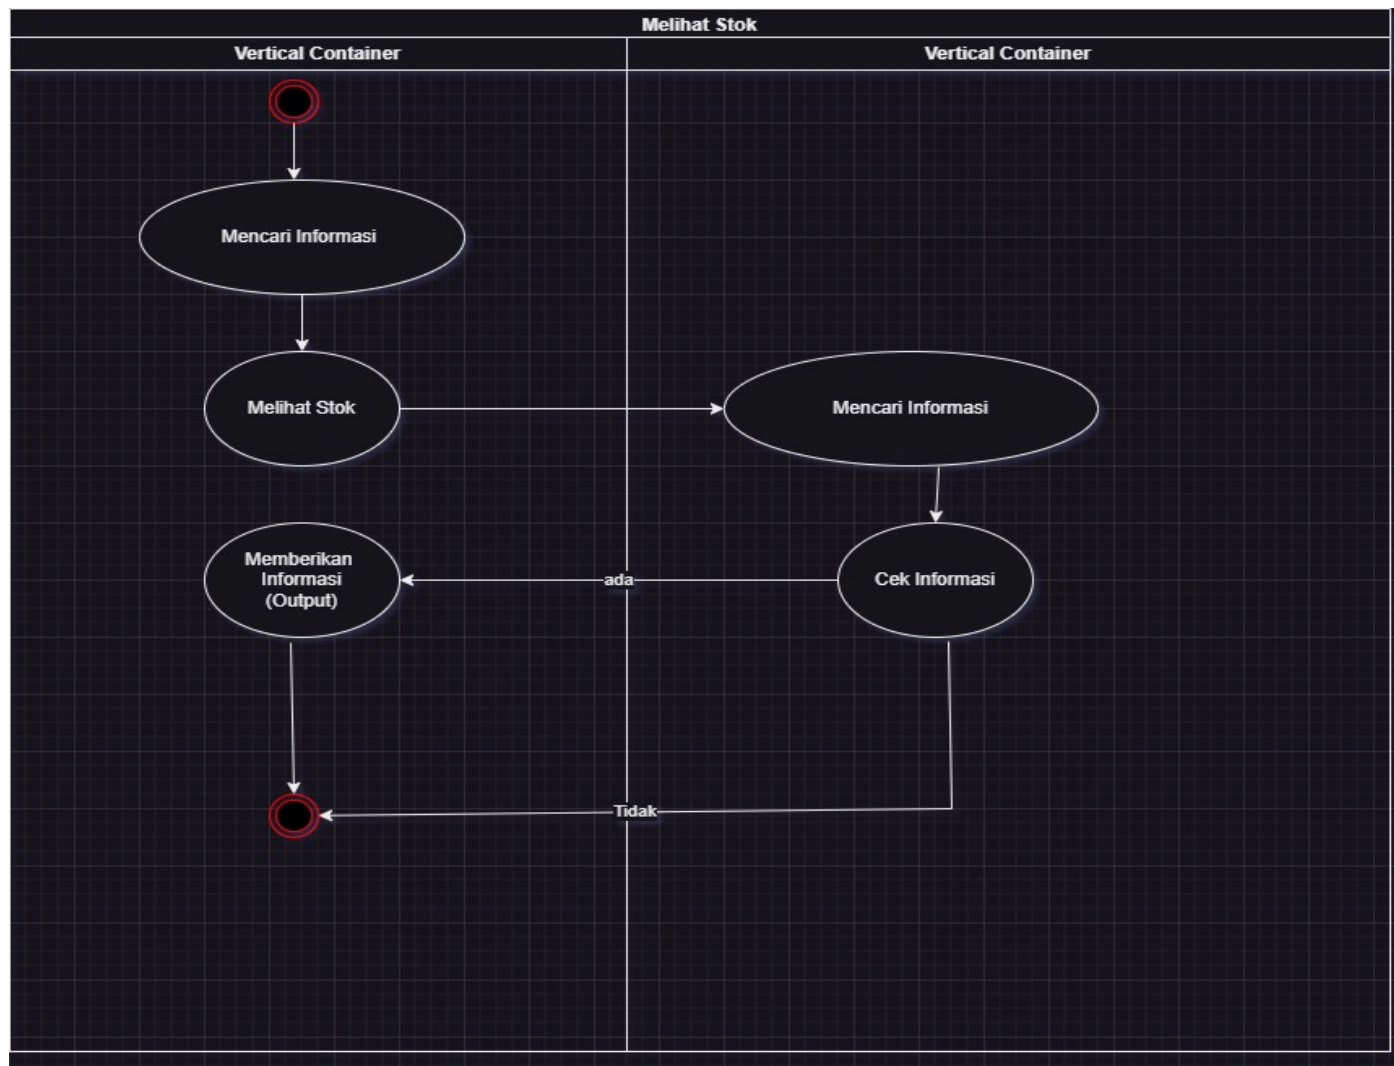 Melihat Stok
Vertical Container
Vertical Container
Mencari Informasi
Melihat Stok
Mencari Informasi
Memberikan
Informasi
(Output)
ada
Cek Informasi
Tidak